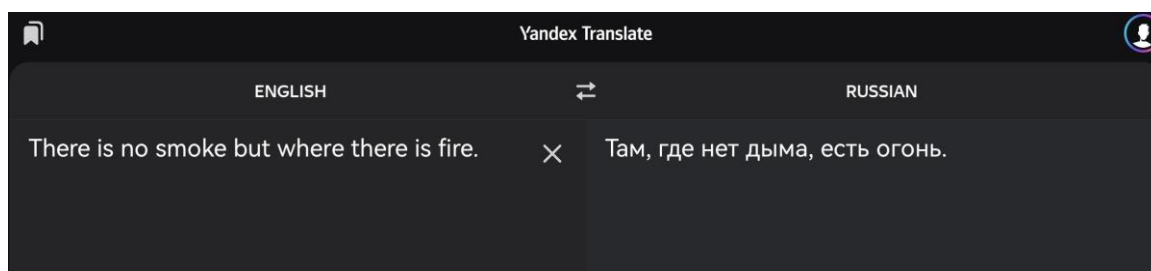 Yandex Translate
ENGLISH
RUSSIAN
There is no smoke but where there is fire.
Там, где нет дыма, есть огонь.